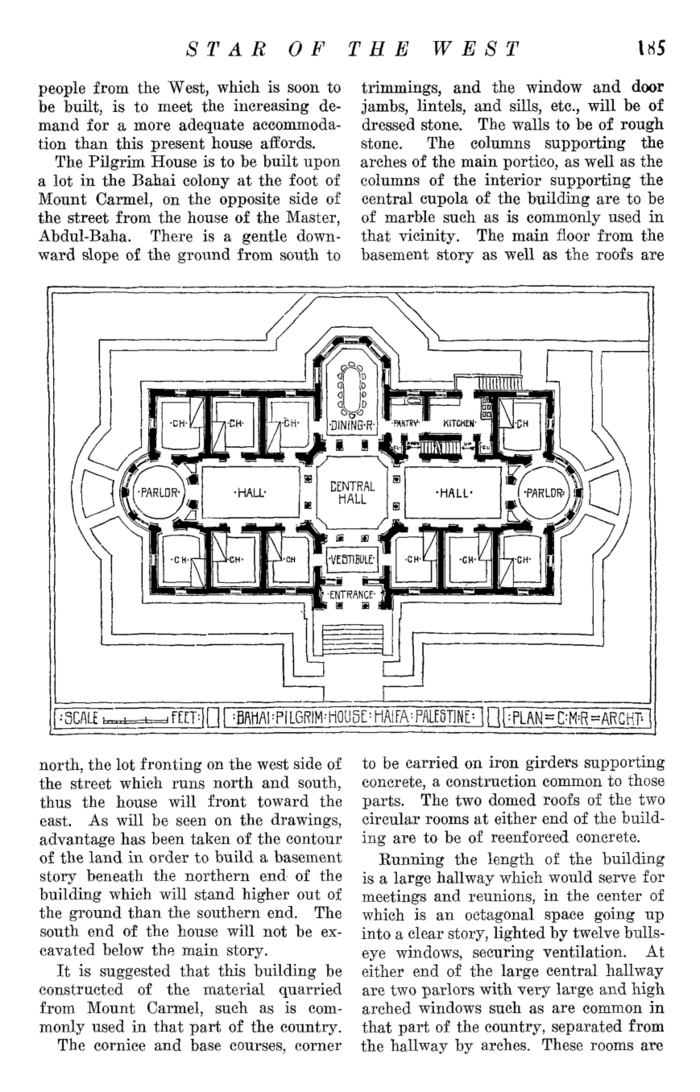 STAR OF THE WEST 185
people from the West, which is soon to
be built, is to meet the increasing de-
mand for a more adequate accommoda-
tion than this present house affords.
The Pilgrim House is to be built upon
a lot in the Bahai colony at the foot of
Mount Carmel, on the opposite side of
the street from the house of the Master,
Abdul-Baha. There is a gentle down-
ward slope of the ground from south to
trimmings, and the window and door
jambs, lintels, and sills, etc., will be of
dressed stone. The walls to be of rough
stone. The columns supporting the
arches of the main portico, as well as the
columns of the interior supporting the
central cupola of the building are to be
of marble such as is commonly used in
that vicinity. The main floor from the
basement story as well as the roofs are
·DINING·R·
·CH·
·CH·
·CH·
·PANTRY·
KITCHEN·
·CH
·PARLOR·
·HALL·
CENTRAL
HALL
·HALL·
·PARLOR·
·CH·
·CH·
·CH
·VESTIBULE·
·CH·
·CH·
·CH·
·ENTRANCE·
:SCALE FEET:
:BAHAI:PILGRIM:HOUSE:HAIFA:PALESTINE:
:PLAN=C:M:R=ARCHT:
north, the lot fronting on the west side of
the street which runs north and south,
thus the house will front toward the
east. As will be seen on the drawings,
advantage has been taken of the contour
of the land in order to build a basement
story beneath the northern end of the
building which will stand higher out of
the ground than the southern end. The
south end of the house will not be ex-
cavated below the main story.
It is suggested that this building be
constructed of the material quarried
from Mount Carmel, such as is com-
monly used in that part of the country.
The cornice and base courses, corner
to be carried on iron girders supporting
concrete, a construction common to those
parts. The two domed roofs of the two
circular rooms at either end of the build-
ing are to be of reenforced concrete.
Running the length of the building
is a large hallway which would serve for
meetings and reunions, in the center of
which is an octagonal space going up
into a clear story, lighted by twelve bulls-
eye windows, securing ventilation. At
either end of the large central hallway
are two parlors with very large and high
arched windows such as are common in
that part of the country, separated from
the hallway by arches. These rooms are